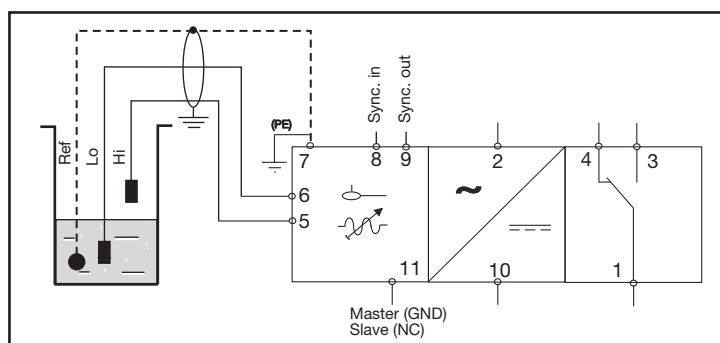 Ref
Lo
Hi
(PE)
Sync. in
Sync. out
7
8
9
2
4
3
6
5
~
11
10
1
Master (GND)
Slave (NC)